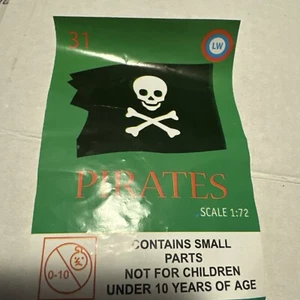 31
LW
PIRATES
SCALE 1:72
0-10
CONTAINS SMALL
PARTS
NOT FOR CHILDREN
UNDER 10 YEARS OF AGE